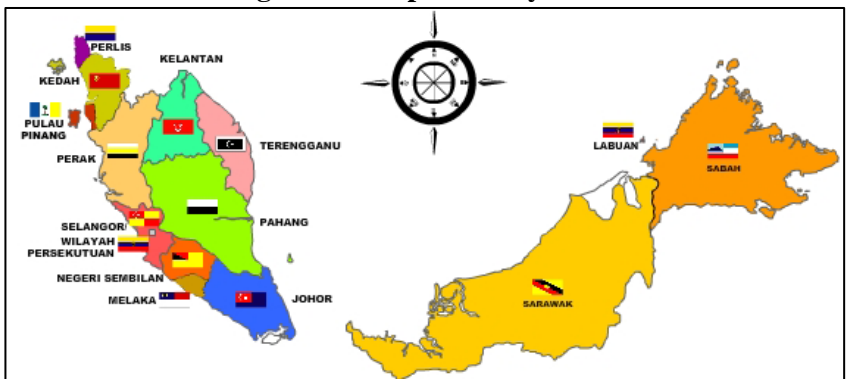 PERLIS
KELANTAN
KEDAH
PULAU
PINANG
PERAK
TERENGGANU
LABUAN
SABAH
SELANGOR
PAHANG
WILAYAH
PERSEKUTUAN
NEGERI SEMBILAN
MELAKA
JOHOR
SARAWAK